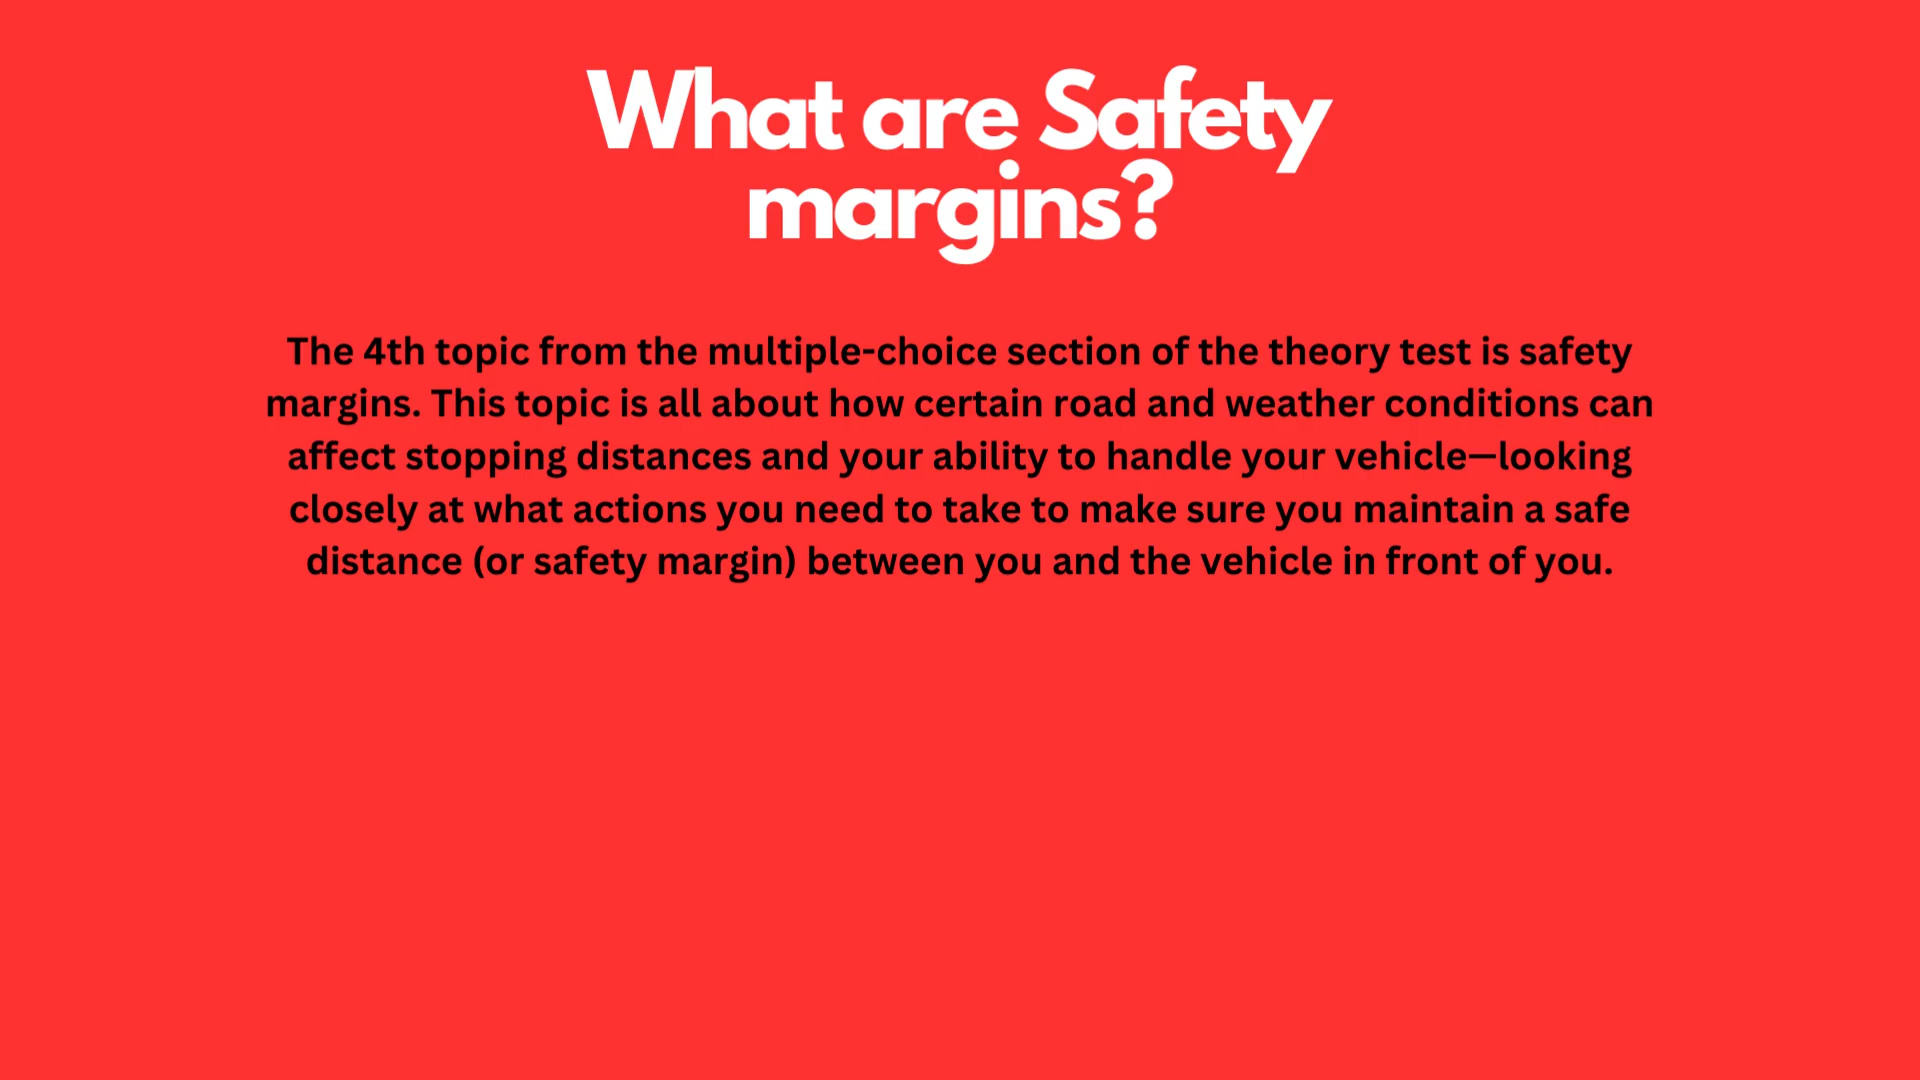 What are Safety
margins?
The 4th topic from the multiple-choice section of the theory test is safety
margins. This topic is all about how certain road and weather conditions can
affect stopping distances and your ability to handle your vehicle—looking
closely at what actions you need to take to make sure you maintain a safe
distance (or safety margin) between you and the vehicle in front of you.